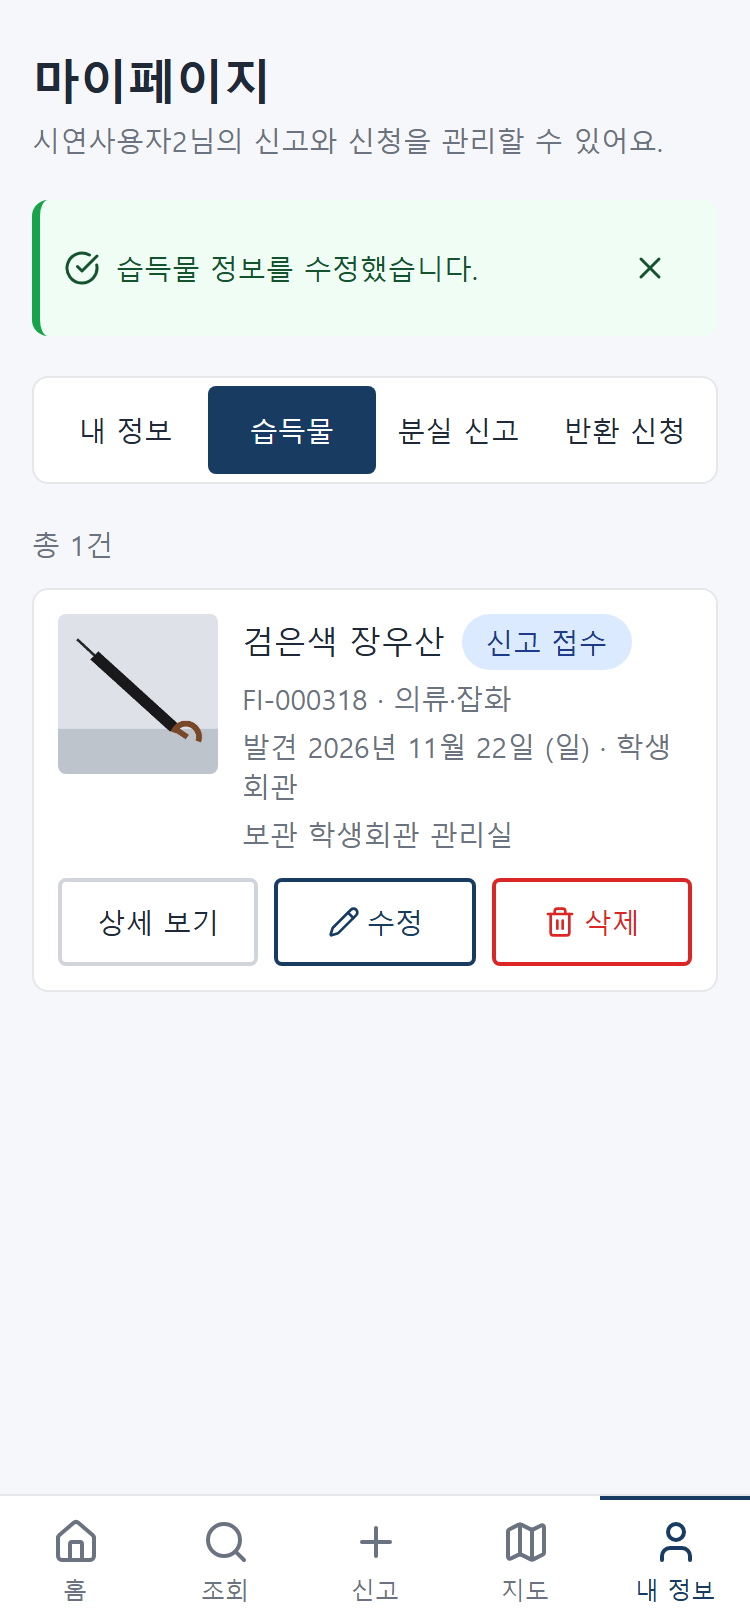 마이페이지
시연사용자2님의 신고와 신청을 관리할 수 있어요.
습득물 정보를 수정했습니다.
내 정보
습득물
분실 신고
반환 신청
총 1건
검은색 장우산
신고 접수
FI-000318 · 의류·잡화
발견 2026년 11월 22일 (일) · 학생
회관
보관 학생회관 관리실
상세 보기
수정
삭제
홈
조회
신고
지도
내 정보